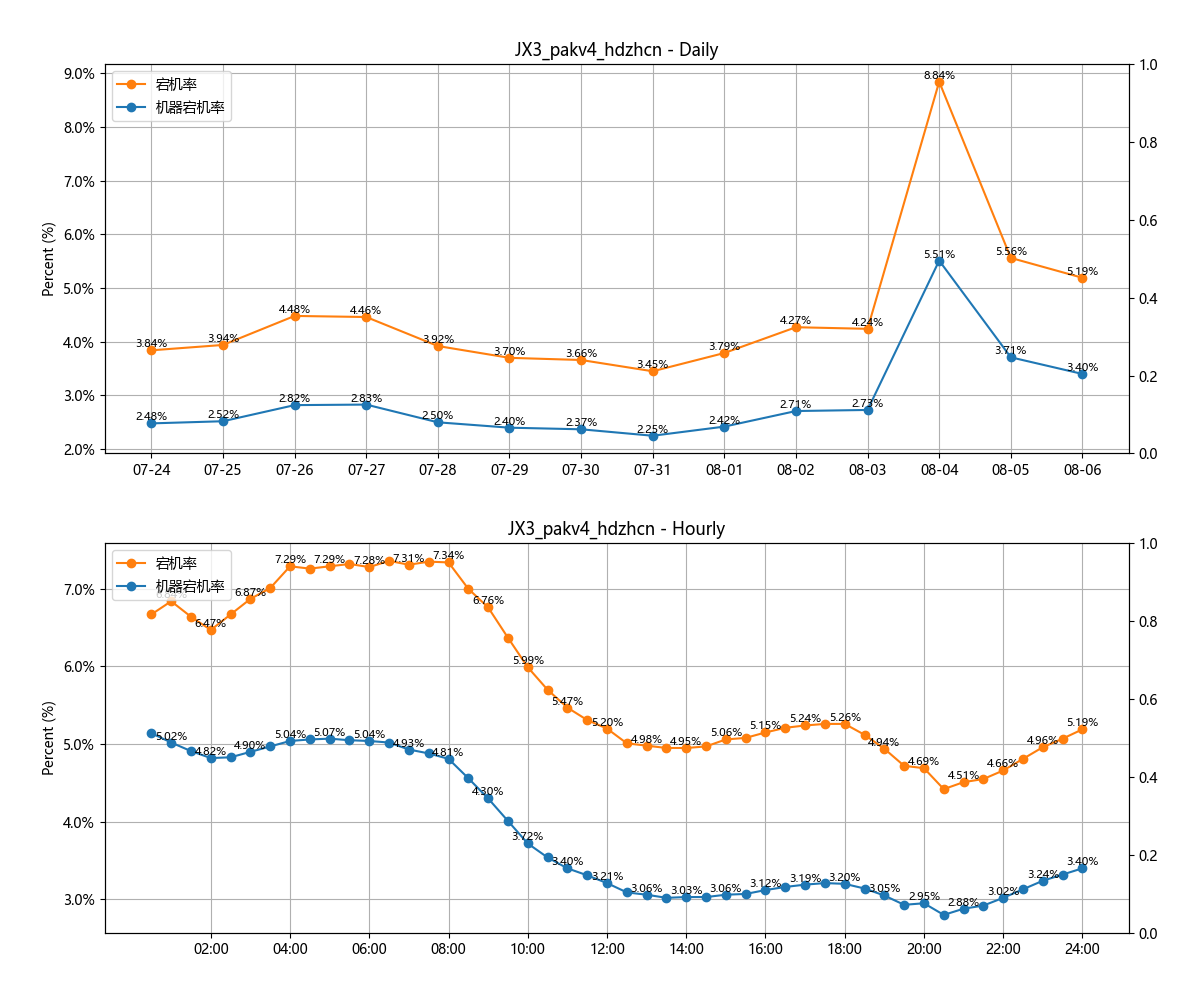 JX3_pakv4_hdzhcn - Daily
宕机率
机器宕机率
Percent (%)
9.0%
8.0%
7.0%
6.0%
5.0%
4.0%
3.0%
2.0%
1.0
0.8
0.6
0.4
0.2
0.0
3.84% 3.94% 4.48% 4.46% 3.92% 3.70% 3.66% 3.45% 3.79% 4.27% 4.24% 8.84% 5.56% 5.19%
2.48% 2.52% 2.82% 2.83% 2.50% 2.40% 2.37% 2.25% 2.42% 2.71% 2.73% 5.51% 3.71% 3.40%
07-24 07-25 07-26 07-27 07-28 07-29 07-30 07-31 08-01 08-02 08-03 08-04 08-05 08-06
JX3_pakv4_hdzhcn - Hourly
宕机率
机器宕机率
Percent (%)
7.0%
6.0%
5.0%
4.0%
3.0%
1.0
0.8
0.6
0.4
0.2
0.0
6.47% 6.87% 7.29% 7.29% 7.28% 7.31% 7.34% 6.76% 5.99% 5.47% 5.20% 4.98% 4.95% 5.06% 5.15% 5.24% 5.26% 4.94% 4.69% 4.51% 4.66% 4.96% 5.19%
5.02% 4.82% 4.90% 5.04% 5.07% 5.04% 4.93% 4.81% 4.30% 3.72% 3.40% 3.21% 3.06% 3.03% 3.06% 3.12% 3.19% 3.20% 3.05% 2.95% 2.88% 3.02% 3.24% 3.40%
02:00 04:00 06:00 08:00 10:00 12:00 14:00 16:00 18:00 20:00 22:00 24:00